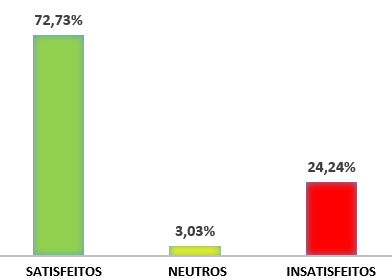 72,73%
3,03%
24,24%
SATISFEITOS NEUTROS INSATISFEITOS